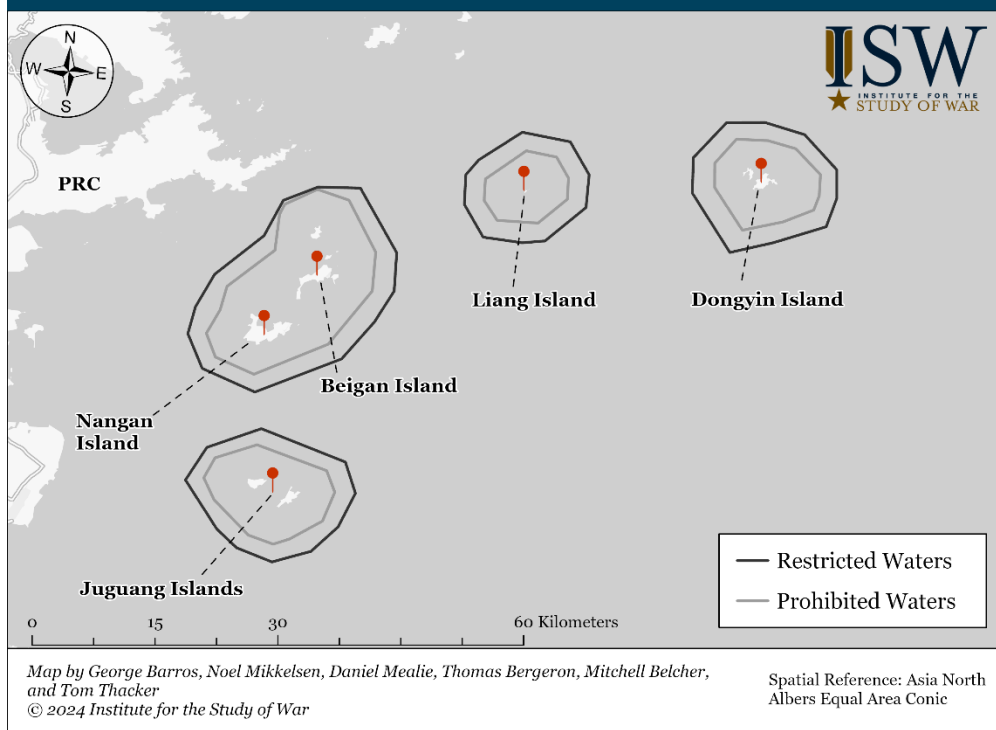 N
W E
S
ISW
INSTITUTE FOR THE
STUDY OF WAR
PRC
Liang Island
Dongyin Island
Beigan Island
Nangan
Island
Juguang Islands
Restricted Waters
Prohibited Waters
0 15 30 60 Kilometers
Map by George Barros, Noel Mikkelsen, Daniel Mealie, Thomas Bergeron, Mitchell Belcher,
and Tom Thacker
© 2024 Institute for the Study of War
Spatial Reference: Asia North
Albers Equal Area Conic